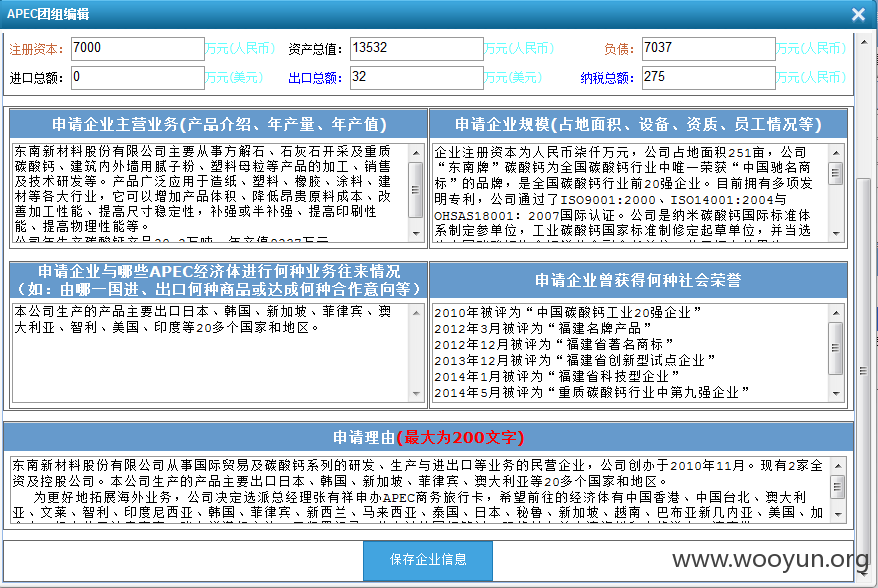 APEC团组编辑
注册资本: 7000 万元(人民币) 资产总值: 13532 万元(人民币) 负债: 7037 万元(人民币)
进口总额: 0 万元(美元) 出口总额: 32 万元(美元) 纳税总额: 275 万元(人民币)
申请企业主营业务(产品介绍、年产量、年产值)
东南新材料股份有限公司主要从事方解石、石灰石开采及重质
碳酸钙、建筑内外墙用腻子粉、塑料母粒等产品的加工、销售
及技术研发等。产品广泛应用于造纸、塑料、橡胶、涂料、建
材等各大行业，它可以增加产品体积、降低昂贵原料成本、改
善加工性能、提高尺寸稳定性，补强或半补强、提高印刷性
能、提高物理性能等。
申请企业规模(占地面积、设备、资质、员工情况等)
企业注册资本为人民币柒仟万元，公司占地面积251亩，公司
“东南牌”碳酸钙为全国碳酸钙行业中唯一荣获“中国驰名商
标”的品牌，是全国碳酸钙行业前20强企业。目前拥有多项发
明专利，公司通过了ISO9001:2000、ISO14001:2004与
OHSAS18001：2007国际认证。公司是纳米碳酸钙国际标准体
系制定参单位，工业碳酸钙国家标准制修定起草单位，并当选
申请企业与哪些APEC经济体进行何种业务往来情况
（如：由哪一国进、出口何种商品或达成何种合作意向等）
本公司生产的产品主要出口日本、韩国、新加坡、菲律宾、澳
大利亚、智利、美国、印度等20多个国家和地区。
申请企业曾获得何种社会荣誉
2010年被评为“中国碳酸钙工业20强企业”
2012年3月被评为“福建名牌产品”
2012年12月被评为“福建省著名商标”
2013年12月被评为“福建省创新型试点企业”
2014年1月被评为“福建省科技型企业”
2014年5月被评为“重质碳酸钙行业中第九强企业”
申请理由(最大为200文字)
东南新材料股份有限公司从事国际贸易及碳酸钙系列的研发、生产与进出口等业务的民营企业，公司创办于2010年11月。现有2家全
资及控股公司。本公司生产的产品主要出口日本、韩国、新加坡、菲律宾、澳大利亚等20多个国家和地区。
为更好地拓展海外业务，公司决定选派总经理张有祥申办APEC商务旅行卡，希望前往的经济体有中国香港、中国台北、澳大利
亚、文莱、智利、印度尼西亚、韩国、菲律宾、新西兰、马来西亚、泰国、日本、秘鲁、新加坡、越南、巴布亚新几内亚、美国、加
保存企业信息
www.wooyun.org